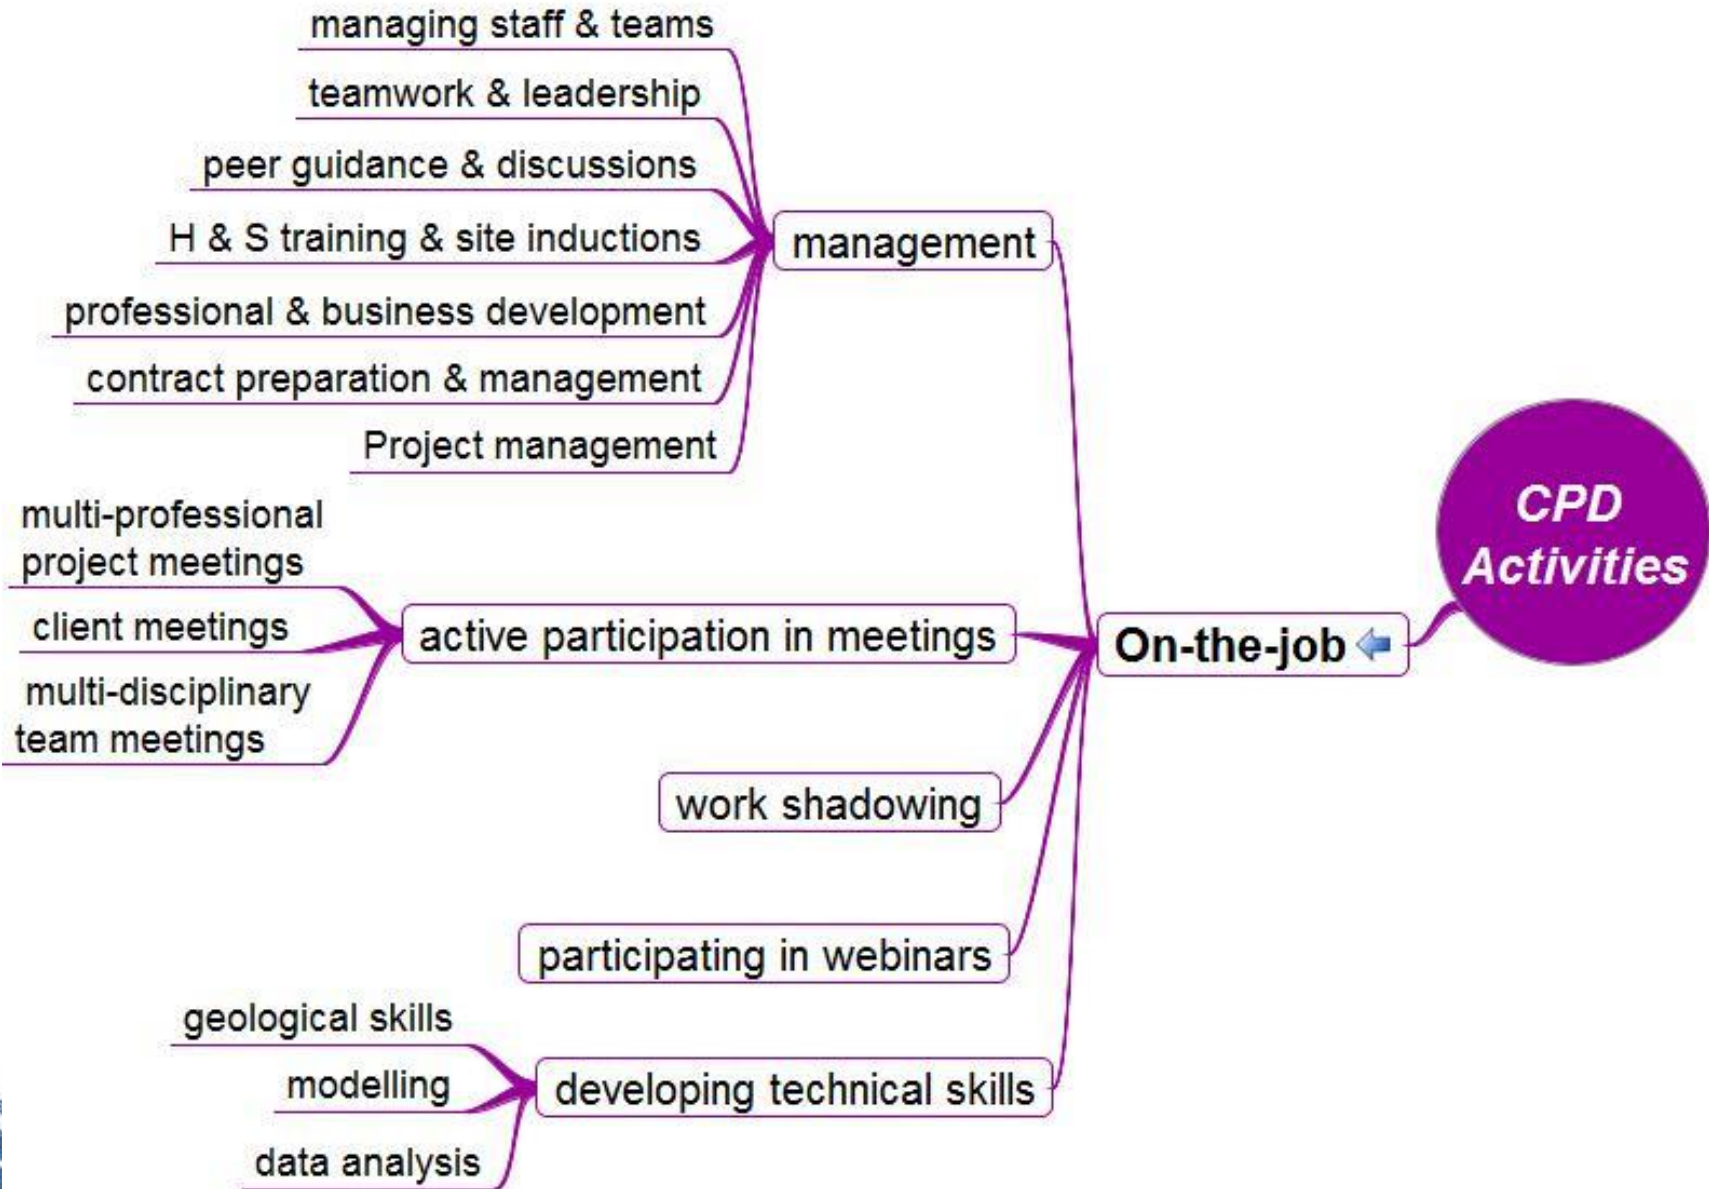 managing staff & teams
teamwork & leadership
peer guidance & discussions
H & S training & site inductions
professional & business development
contract preparation & management
Project management
management
multi-professional
project meetings
client meetings
multi-disciplinary
team meetings
active participation in meetings
work shadowing
participating in webinars
geological skills
modelling
data analysis
developing technical skills
On-the-job
CPD
Activities